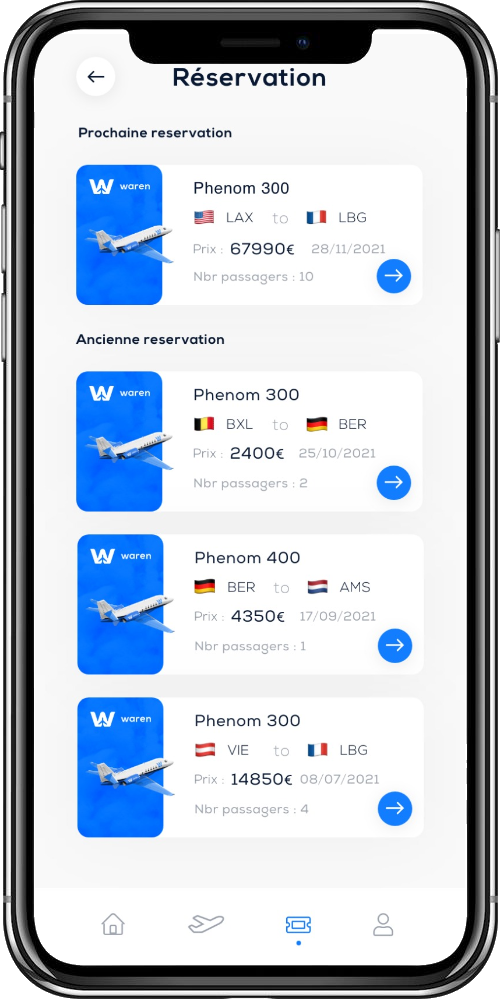 Réservation
Prochaine reservation
waren
Phenom 300
LAX to LBG
Prix : 67990€ 28/11/2021
Nbr passagers : 10
Ancienne reservation
waren
Phenom 300
BXL to BER
Prix : 2400€ 25/10/2021
Nbr passagers : 2
waren
Phenom 400
BER to AMS
Prix : 4350€ 17/09/2021
Nbr passagers : 1
waren
Phenom 300
VIE to LBG
Prix : 14850€ 08/07/2021
Nbr passagers : 4